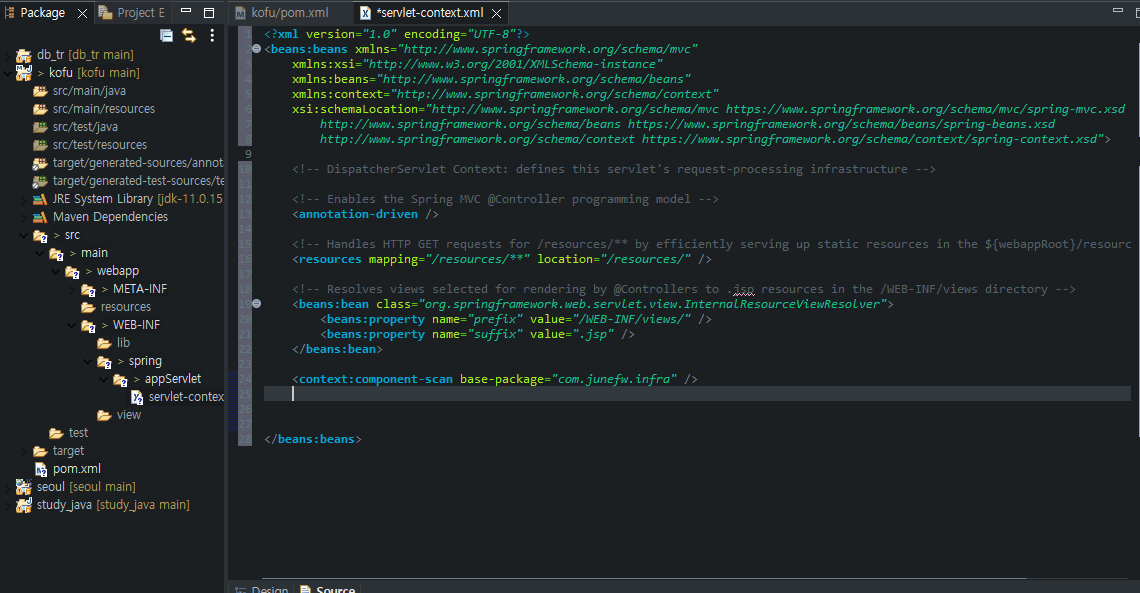 Package
Project E
db_tr [db_tr main]
> kofu [kofu main]
src/main/java
src/main/resources
src/test/java
src/test/resources
target/generated-sources/annot
target/generated-test-sources/te
JRE System Library [jdk-11.0.15
Maven Dependencies
> src
> main
> webapp
> META-INF
resources
> WEB-INF
lib
> spring
> appServlet
servlet-contex
view
test
target
pom.xml
seoul [seoul main]
study_java [study_java main]
kofu/pom.xml
*servlet-context.xml
1 <?xml version="1.0" encoding="UTF-8"?>
2 <beans:beans xmlns="http://www.springframework.org/schema/mvc"
3 xmlns:xsi="http://www.w3.org/2001/XMLSchema-instance"
4 xmlns:beans="http://www.springframework.org/schema/beans"
5 xmlns:context="http://www.springframework.org/schema/context"
6 xsi:schemaLocation="http://www.springframework.org/schema/mvc https://www.springframework.org/schema/mvc/spring-mvc.xsd
7 http://www.springframework.org/schema/beans https://www.springframework.org/schema/beans/spring-beans.xsd
8 http://www.springframework.org/schema/context https://www.springframework.org/schema/context/spring-context.xsd">
9
10 <!-- DispatcherServlet Context: defines this servlet's request-processing infrastructure -->
11
12 <!-- Enables the Spring MVC @Controller programming model -->
13 <annotation-driven />
14
15 <!-- Handles HTTP GET requests for /resources/** by efficiently serving up static resources in the ${webappRoot}/resourc
16 <resources mapping="/resources/**" location="/resources/" />
17
18 <!-- Resolves views selected for rendering by @Controllers to .jsp resources in the /WEB-INF/views directory -->
19 <beans:bean class="org.springframework.web.servlet.view.InternalResourceViewResolver">
20 <beans:property name="prefix" value="/WEB-INF/views/" />
21 <beans:property name="suffix" value=".jsp" />
22 </beans:bean>
23
24 <context:component-scan base-package="com.junefw.infra" />
25
26
27
28 </beans:beans>
Design
Source